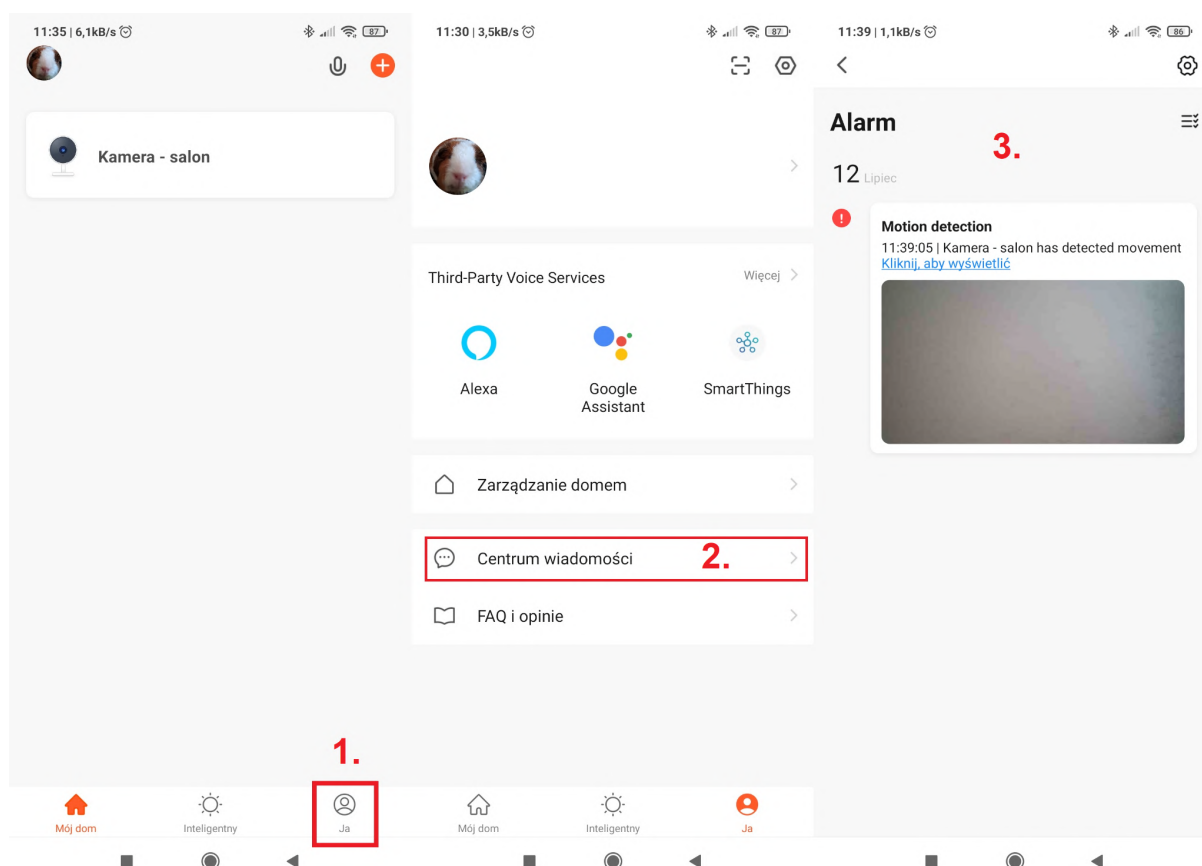 11:35 | 6,1kB/s
87
Kamera - salon
1.
Mój dom
Inteligentny
Ja
11:30 | 3,5kB/s
87
Third-Party Voice Services
Więcej
Alexa
Google
Assistant
SmartThings
Zarządzanie domem
Centrum wiadomości
2.
FAQ i opinie
Mój dom
Inteligentny
Ja
11:39 | 1,1kB/s
86
Alarm
3.
12 Lipiec
Motion detection
11:39:05 | Kamera - salon has detected movement
Kliknij, aby wyświetlić